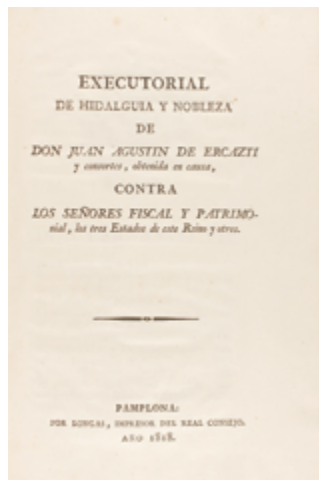 EXECUTORIAL
DE HIDALGUIA Y NOBLEZA
DE
DON JUAN AGUSTIN DE ERCAZTI
y consortes, obtenida en causa,
CONTRA
LOS SEÑORES FISCAL Y PATRIMO-
nial, los tres Estados de este Reino y otros.
PAMPLONA:
POR LONGAS, IMPRESOR DEL REAL CONSEJO.
AÑO 1818.